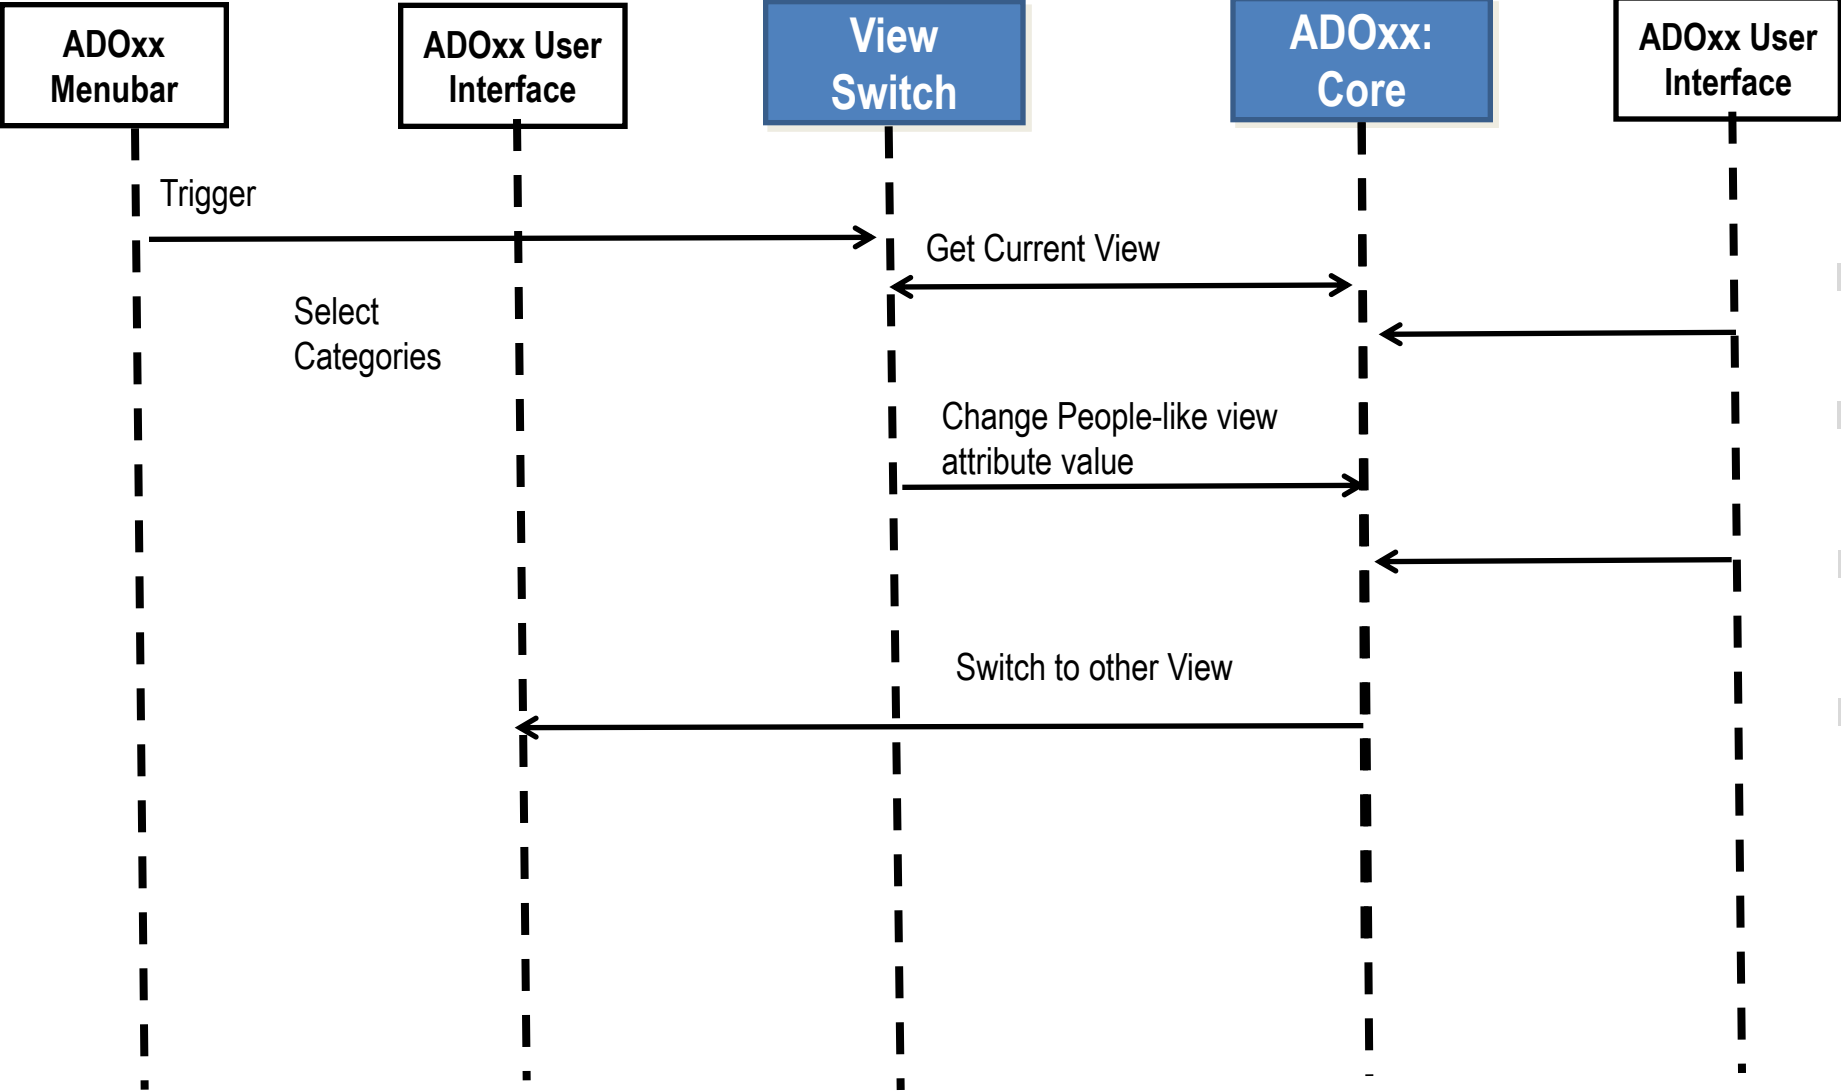 ADOxx
Menubar
ADOxx User
Interface
View
Switch
ADOxx:
Core
ADOxx User
Interface
Trigger
Get Current View
Select
Categories
Change People-like view
attribute value
Switch to other View